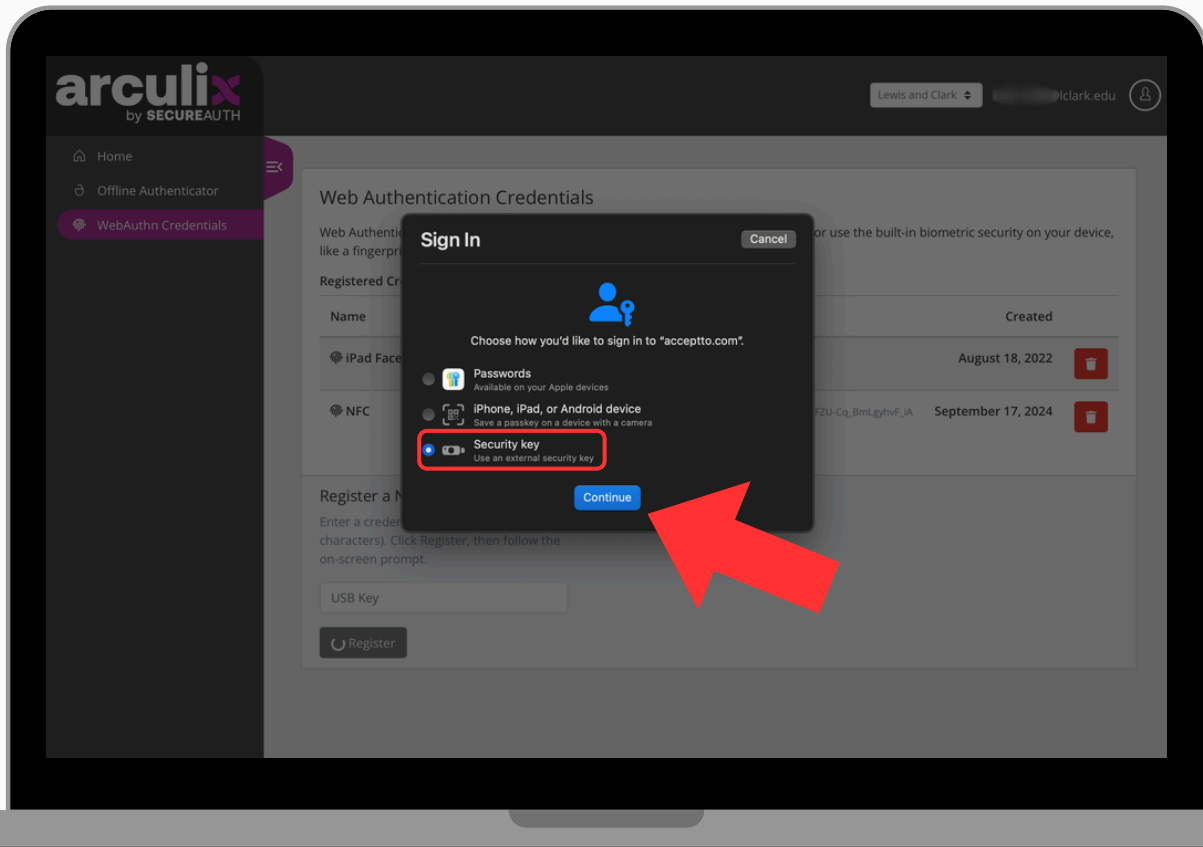 arculix
by SECUREAUTH
Lewis and Clark
lclark.edu
Home
Offline Authenticator
WebAuthn Credentials
Web Authentication Credentials
Web Authentic
or use the built-in biometric security on your device,
like a fingerpri
Registered Cr
Name
Created
iPad Face
August 18, 2022
NFC
FZU-Cq_BmLgyhvF_iA
September 17, 2024
Sign In
Cancel
Choose how you'd like to sign in to "acceptto.com".
Passwords
Available on your Apple devices
iPhone, iPad, or Android device
Save a passkey on a device with a camera
Security key
Use an external security key
Continue
Register a N
Enter a creden
characters). Click Register, then follow the
on-screen prompt.
USB Key
Register